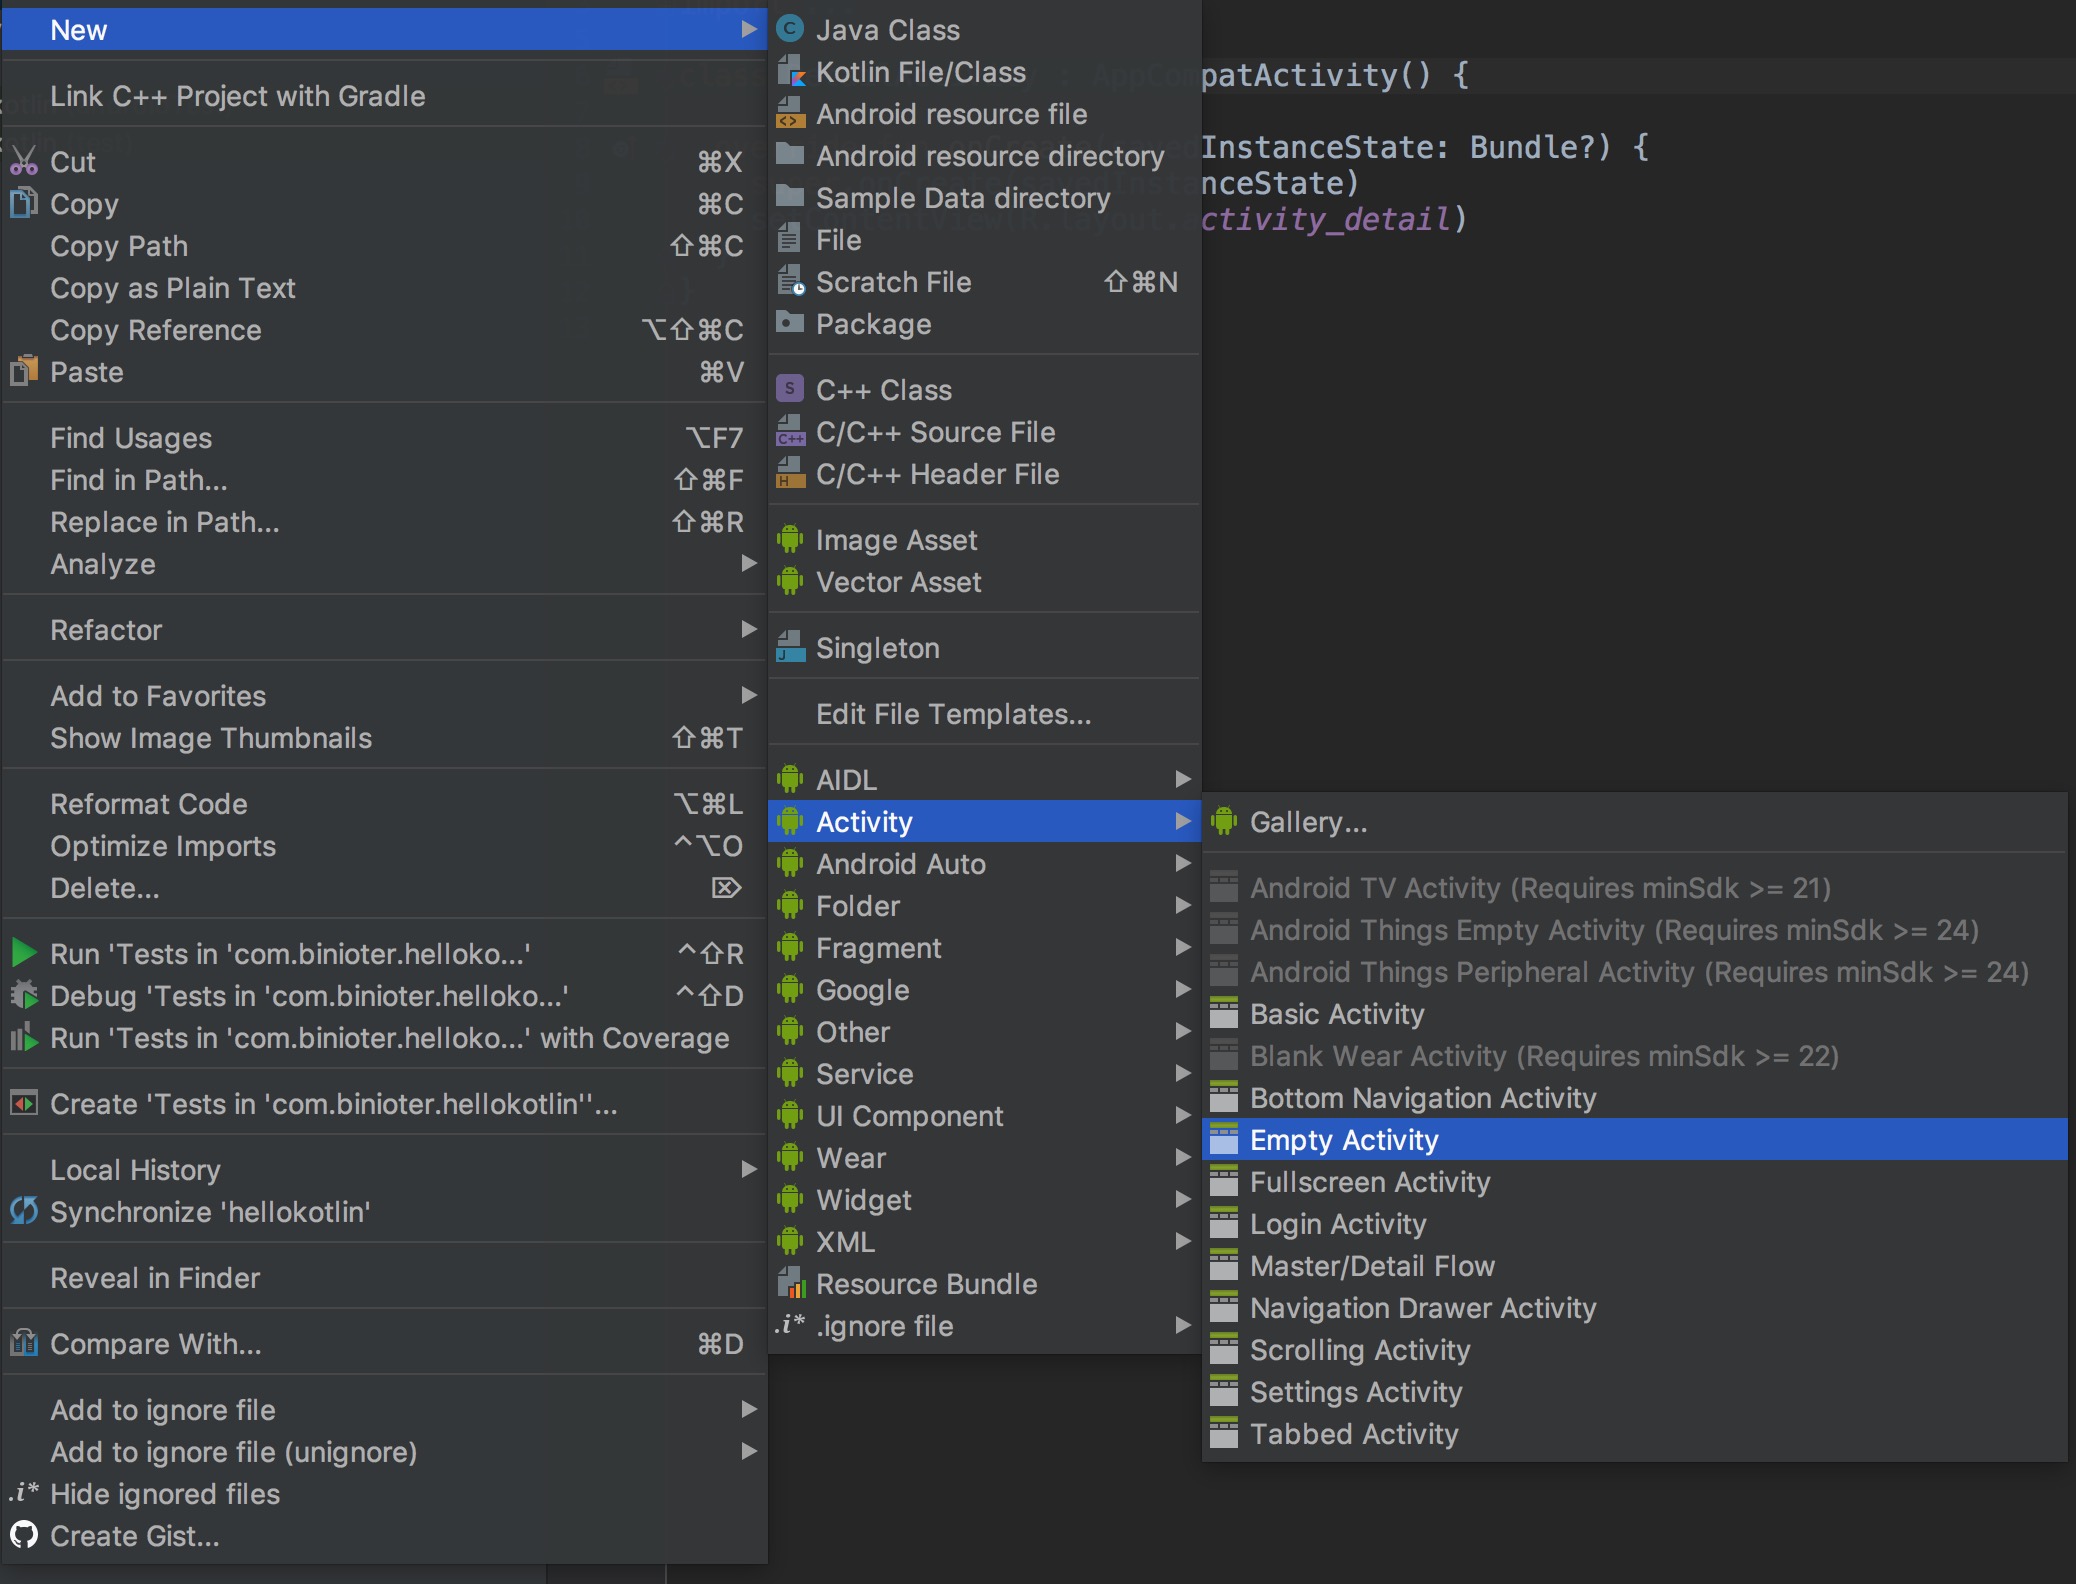 New
Link C++ Project with Gradle
Cut ⌘X
Copy ⌘C
Copy Path ⇧⌘C
Copy as Plain Text
Copy Reference ⌥⇧⌘C
Paste ⌘V
Find Usages ⌥F7
Find in Path... ⇧⌘F
Replace in Path... ⇧⌘R
Analyze
Refactor
Add to Favorites
Show Image Thumbnails ⇧⌘T
Reformat Code ⌥⌘L
Optimize Imports ^⌥O
Delete... ⌦
Run 'Tests in 'com.binioter.helloko...' ^⇧R
Debug 'Tests in 'com.binioter.helloko...' ^⇧D
Run 'Tests in 'com.binioter.helloko...' with Coverage
Create 'Tests in 'com.binioter.hellokotlin''...
Local History
Synchronize 'hellokotlin'
Reveal in Finder
Compare With... ⌘D
Add to ignore file
Add to ignore file (unignore)
.i* Hide ignored files
Create Gist...
C Java Class
Kotlin File/Class
Android resource file
Android resource directory
Sample Data directory
File
Scratch File ⇧⌘N
Package
S C++ Class
C++ C/C++ Source File
H C/C++ Header File
Image Asset
Vector Asset
J Singleton
Edit File Templates...
AIDL
Activity
Android Auto
Folder
Fragment
Google
Other
Service
UI Component
Wear
Widget
XML
Resource Bundle
.i* .ignore file
class : AppCompatActivity() {
onCreate(savedInstanceState: Bundle?) {
onCreate(savedInstanceState)
setContentView(R.layout.activity_detail)
}
Gallery...
Android TV Activity (Requires minSdk >= 21)
Android Things Empty Activity (Requires minSdk >= 24)
Android Things Peripheral Activity (Requires minSdk >= 24)
Basic Activity
Blank Wear Activity (Requires minSdk >= 22)
Bottom Navigation Activity
Empty Activity
Fullscreen Activity
Login Activity
Master/Detail Flow
Navigation Drawer Activity
Scrolling Activity
Settings Activity
Tabbed Activity